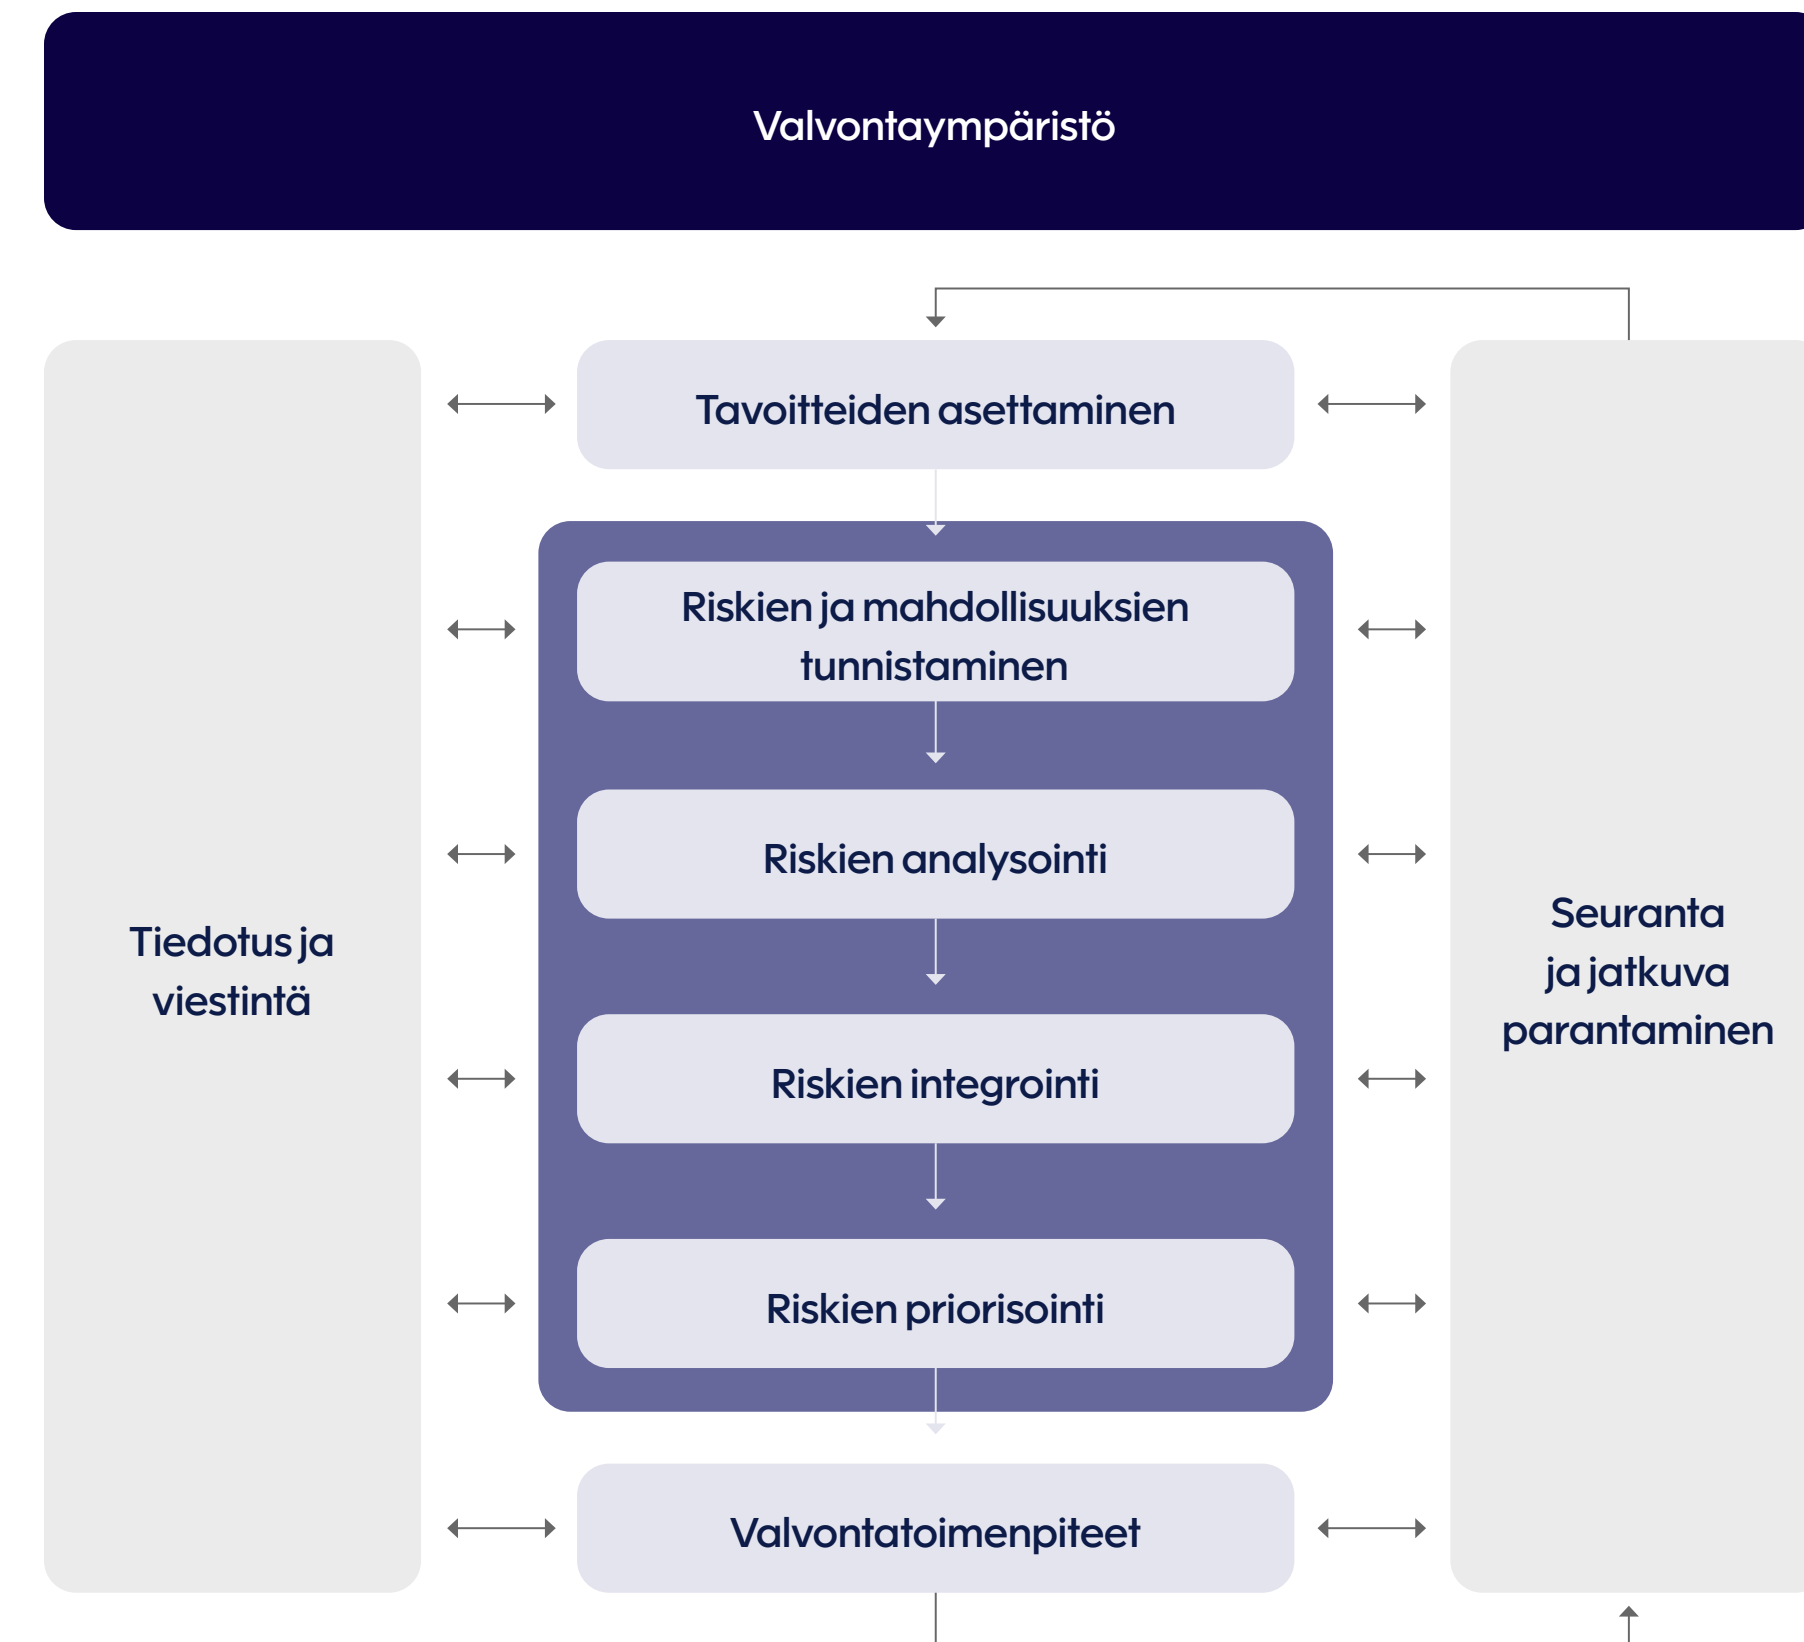 Valvontaympäristö
Tavoitteiden asettaminen
Riskien ja mahdollisuuksien
tunnistaminen
Riskien analysointi
Tiedotus ja
viestintä
Seuranta
ja jatkuva
parantaminen
Riskien integrointi
Riskien priorisointi
Valvontatoimenpiteet